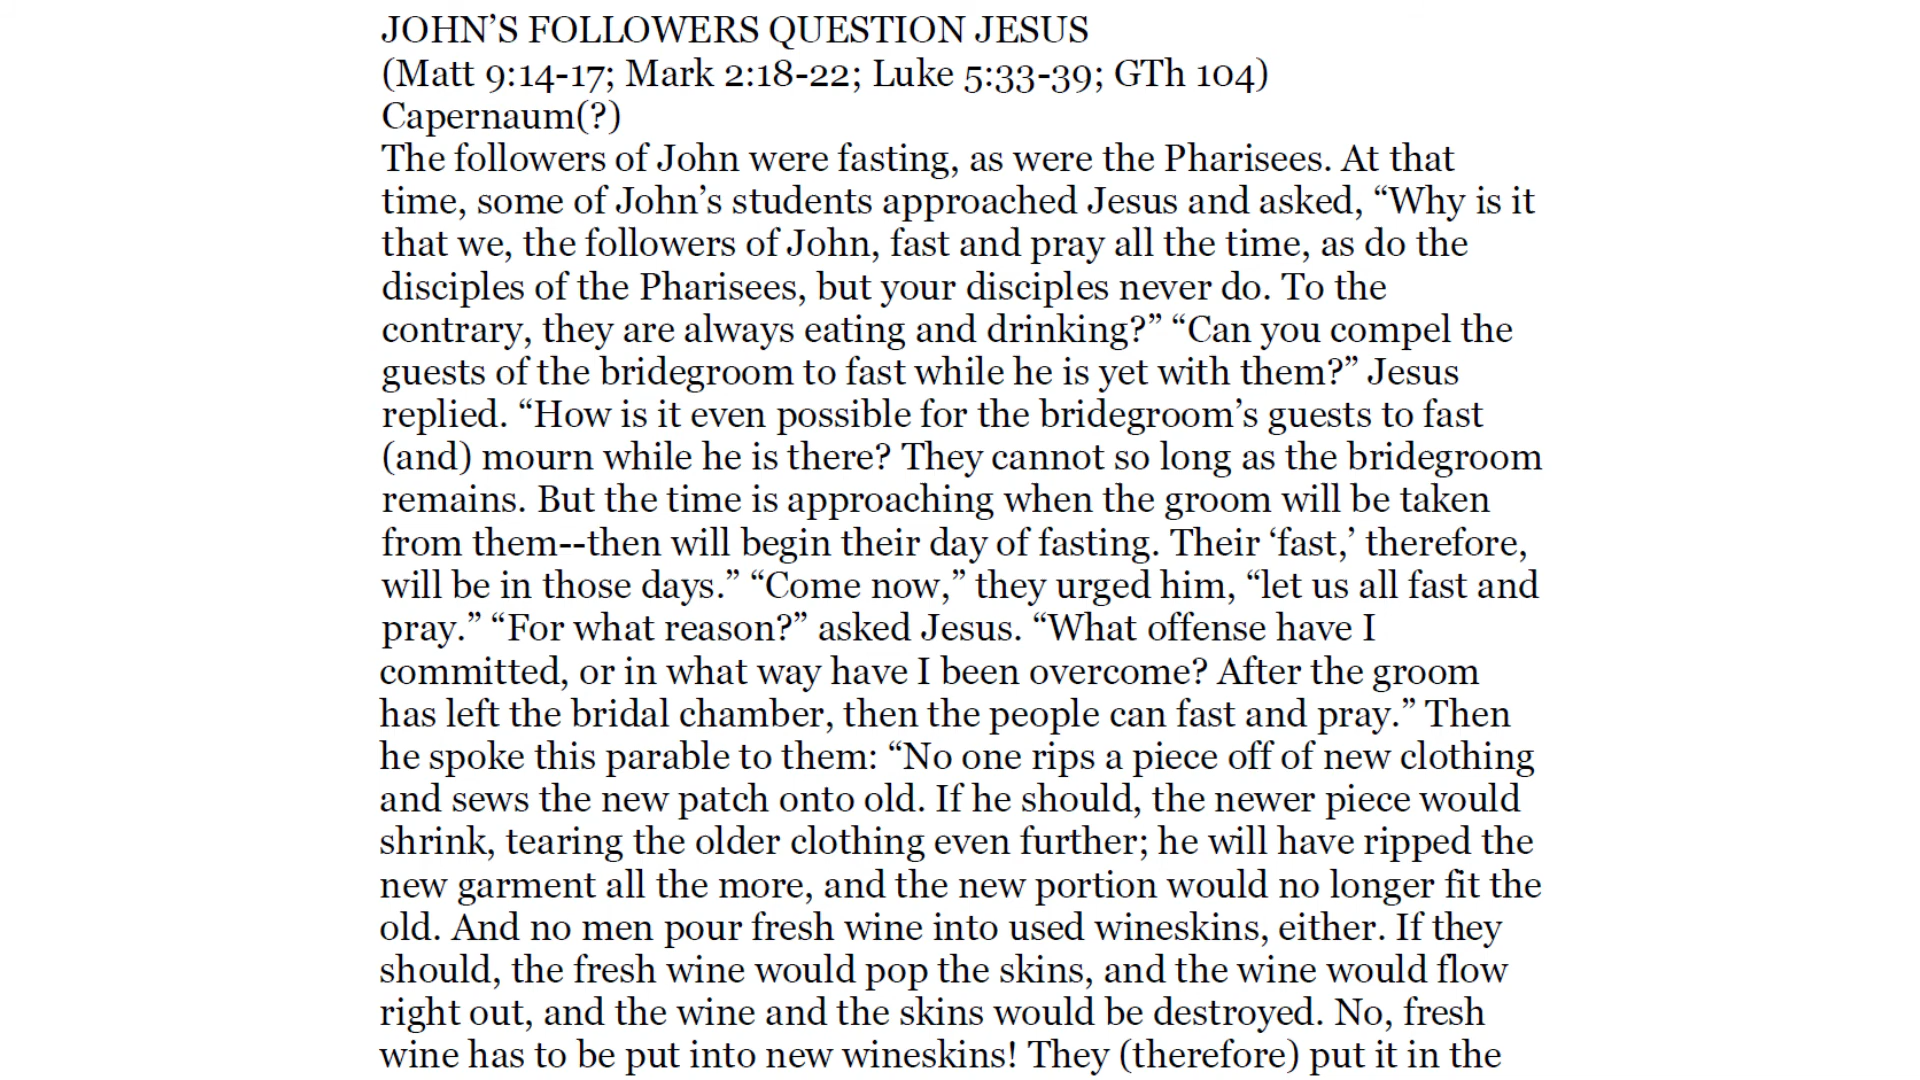 JOHN’S FOLLOWERS QUESTION JESUS
(Matt 9:14-17; Mark 2:18-22; Luke 5:33-39; GTh 104)
Capernaum(?)
The followers of John were fasting, as were the Pharisees. At that
time, some of John’s students approached Jesus and asked, “Why is it
that we, the followers of John, fast and pray all the time, as do the
disciples of the Pharisees, but your disciples never do. To the
contrary, they are always eating and drinking?” “Can you compel the
guests of the bridegroom to fast while he is yet with them?” Jesus
replied. “How is it even possible for the bridegroom’s guests to fast
(and) mourn while he is there? They cannot so long as the bridegroom
remains. But the time is approaching when the groom will be taken
from them--then will begin their day of fasting. Their ‘fast,’ therefore,
will be in those days.” “Come now,” they urged him, “let us all fast and
pray.” “For what reason?” asked Jesus. “What offense have I
committed, or in what way have I been overcome? After the groom
has left the bridal chamber, then the people can fast and pray.” Then
he spoke this parable to them: “No one rips a piece off of new clothing
and sews the new patch onto old. If he should, the newer piece would
shrink, tearing the older clothing even further; he will have ripped the
new garment all the more, and the new portion would no longer fit the
old. And no men pour fresh wine into used wineskins, either. If they
should, the fresh wine would pop the skins, and the wine would flow
right out, and the wine and the skins would be destroyed. No, fresh
wine has to be put into new wineskins! They (therefore) put it in the